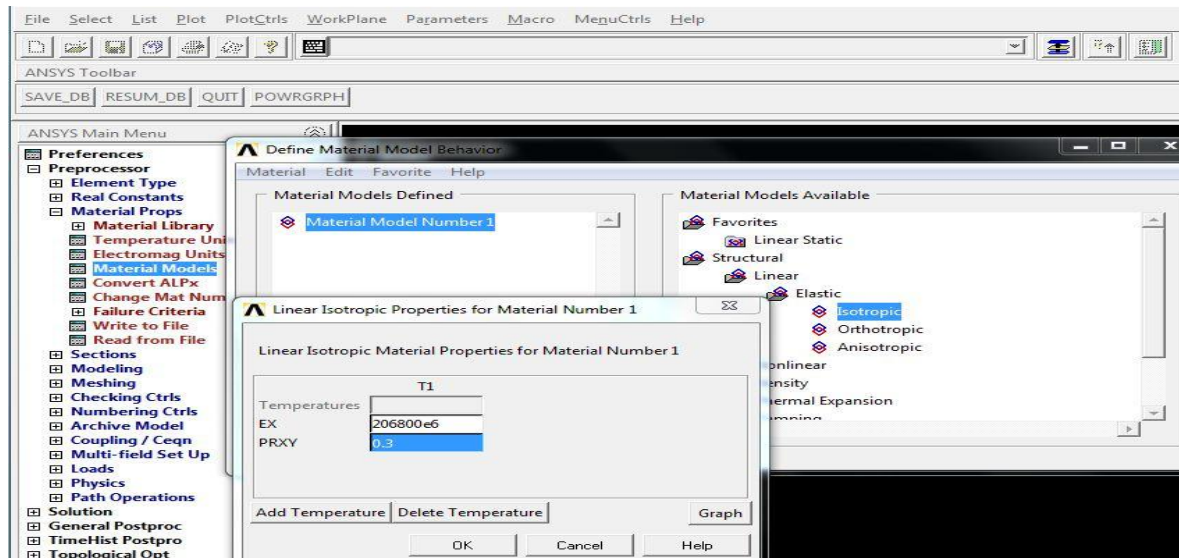 File Select List Plot PlotCtrls WorkPlane Parameters Macro MenuCtrls Help
ANSYS Toolbar
SAVE_DB RESUM_DB QUIT POWRGRPH
ANSYS Main Menu
Preferences
Preprocessor
Element Type
Real Constants
Material Props
Material Library
Temperature Uni
Electromag Units
Material Models
Convert ALPx
Change Mat Num
Failure Criteria
Write to File
Read from File
Sections
Modeling
Meshing
Checking Ctrls
Numbering Ctrls
Archive Model
Coupling / Ceqn
Multi-field Set Up
Loads
Physics
Path Operations
Solution
General Postproc
TimeHist Postpro
Topological Opt
Define Material Model Behavior
Material Edit Favorite Help
Material Models Defined
Material Model Number 1
Material Models Available
Favorites
Linear Static
Structural
Linear
Elastic
Isotropic
Orthotropic
Anisotropic
onlinear
ensity
ermal Expansion
Linear Isotropic Properties for Material Number 1
Linear Isotropic Material Properties for Material Number 1
T1
Temperatures
EX 206800e6
PRXY 0.3
Add Temperature Delete Temperature Graph
OK Cancel Help